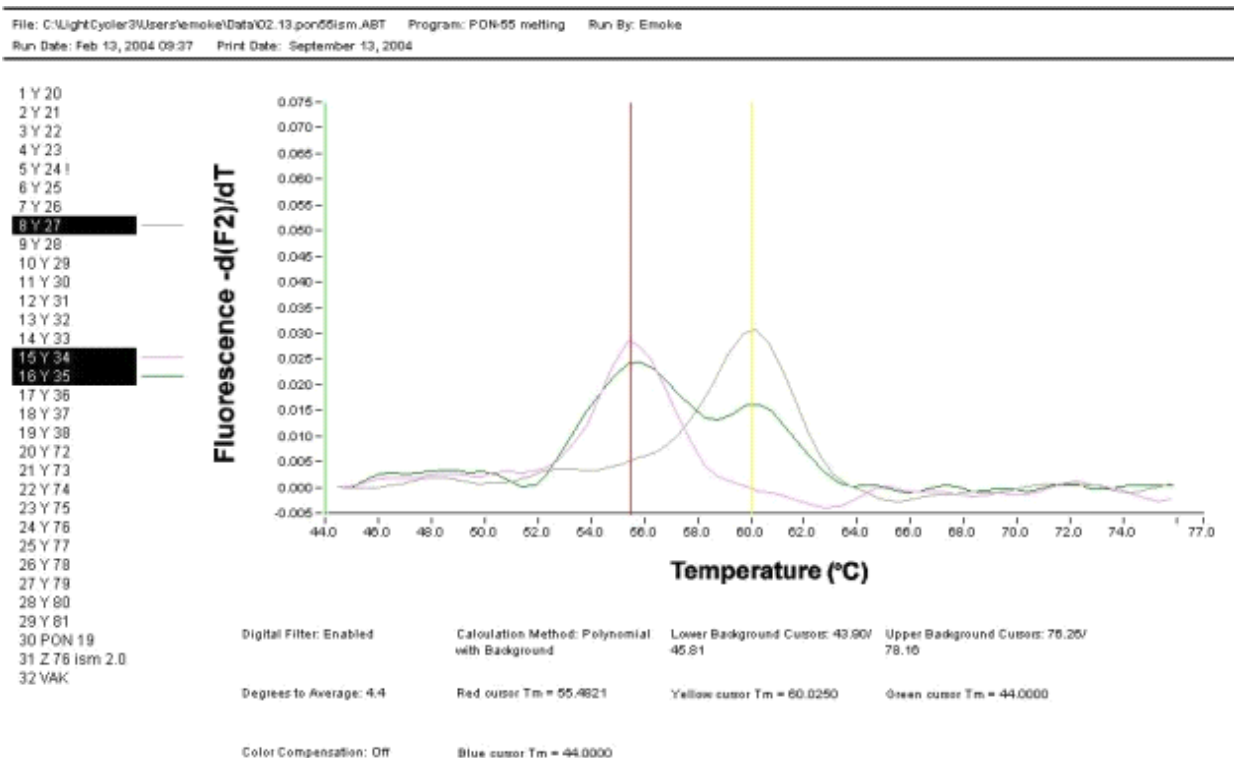 File: C:\LightCycler3\Users\emoke\Data\02.13.pon55ism.ABT Program: PON-55 melting Run By: Emoke
Run Date: Feb 13, 2004 09:37 Print Date: September 13, 2004
1 Y 20
2 Y 21
3 Y 22
4 Y 23
5 Y 24 !
6 Y 25
7 Y 26
8 Y 27
9 Y 28
10 Y 29
11 Y 30
12 Y 31
13 Y 32
14 Y 33
15 Y 34
16 Y 35
17 Y 36
18 Y 37
19 Y 38
20 Y 72
21 Y 73
22 Y 74
23 Y 75
24 Y 76
25 Y 77
26 Y 78
27 Y 79
28 Y 80
29 Y 81
30 PON 19
31 Z 76 ism 2.0
32 VAK
Fluorescence -d(F2)/dT
0.075
0.070
0.065
0.060
0.055
0.050
0.045
0.040
0.035
0.030
0.025
0.020
0.015
0.010
0.005
0.000
-0.005
44.0 46.0 48.0 50.0 52.0 54.0 56.0 58.0 60.0 62.0 64.0 66.0 68.0 70.0 72.0 74.0 77.0
Temperature (°C)
Digital Filter: Enabled
Calculation Method: Polynomial
with Background
Lower Background Cursors: 43.90/
45.81
Upper Background Cursors: 76.26/
78.16
Degrees to Average: 4.4
Red cursor Tm = 55.4821
Yellow cursor Tm = 60.0250
Green cursor Tm = 44.0000
Color Compensation: Off
Blue cursor Tm = 44.0000